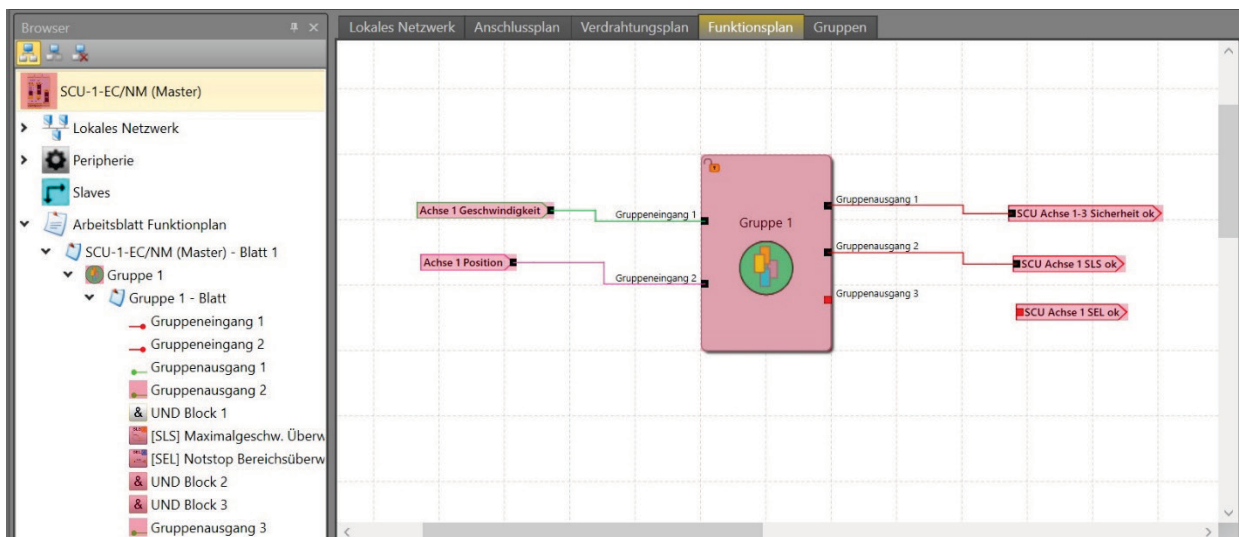 Browser
Lokales Netzwerk Anschlussplan Verdrahtungsplan Funktionsplan Gruppen
SCU-1-EC/NM (Master)
Lokales Netzwerk
Peripherie
Slaves
Arbeitsblatt Funktionplan
SCU-1-EC/NM (Master) - Blatt 1
Gruppe 1
Gruppe 1 - Blatt
Gruppeneingang 1
Gruppeneingang 2
Gruppenausgang 1
Gruppenausgang 2
& UND Block 1
[SLS] Maximalgeschw. Überw
[SEL] Notstop Bereichsüberw
& UND Block 2
& UND Block 3
Gruppenausgang 3
Achse 1 Geschwindigkeit
Gruppeneingang 1
Achse 1 Position
Gruppeneingang 2
Gruppe 1
Gruppenausgang 1
SCU Achse 1-3 Sicherheit ok
Gruppenausgang 2
SCU Achse 1 SLS ok
Gruppenausgang 3
SCU Achse 1 SEL ok